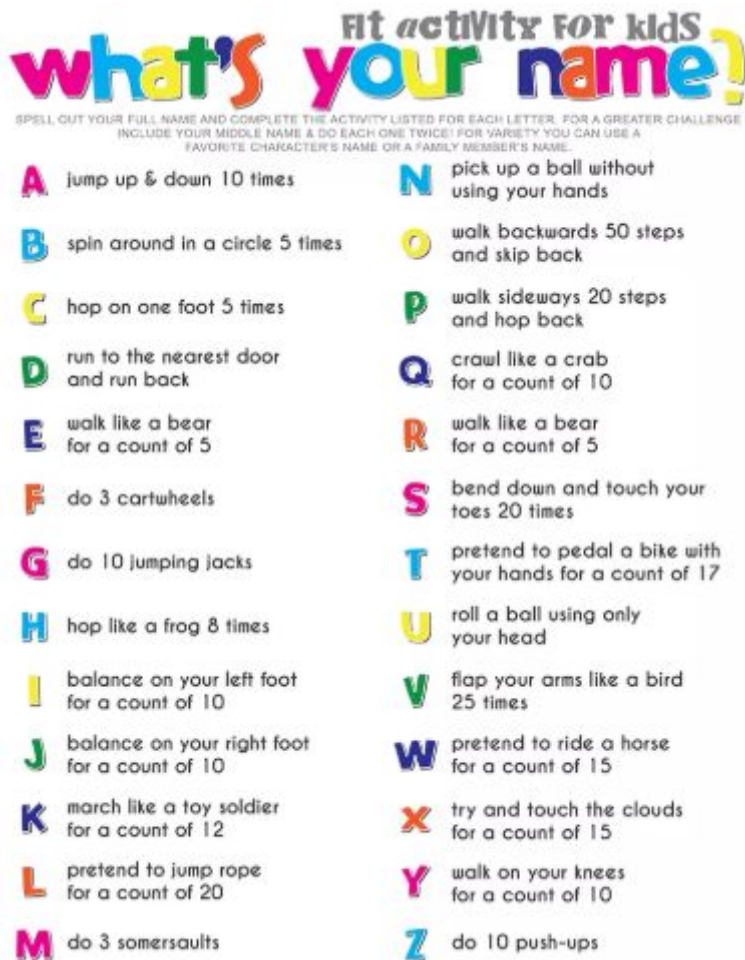 Fit activity for kids
what's your name?
SPELL OUT YOUR FULL NAME AND COMPLETE THE ACTIVITY LISTED FOR EACH LETTER. FOR A GREATER CHALLENGE
INCLUDE YOUR MIDDLE NAME & DO EACH ONE TWICE! FOR VARIETY YOU CAN USE A
FAVORITE CHARACTER'S NAME OR A FAMILY MEMBER'S NAME.
A jump up & down 10 times
B spin around in a circle 5 times
C hop on one foot 5 times
D run to the nearest door
and run back
E walk like a bear
for a count of 5
F do 3 cartwheels
G do 10 jumping jacks
H hop like a frog 8 times
I balance on your left foot
for a count of 10
J balance on your right foot
for a count of 10
K march like a toy soldier
for a count of 12
L pretend to jump rope
for a count of 20
M do 3 somersaults
N pick up a ball without
using your hands
O walk backwards 50 steps
and skip back
P walk sideways 20 steps
and hop back
Q crawl like a crab
for a count of 10
R walk like a bear
for a count of 5
S bend down and touch your
toes 20 times
T pretend to pedal a bike with
your hands for a count of 17
U roll a ball using only
your head
V flap your arms like a bird
25 times
W pretend to ride a horse
for a count of 15
X try and touch the clouds
for a count of 15
Y walk on your knees
for a count of 10
Z do 10 push-ups